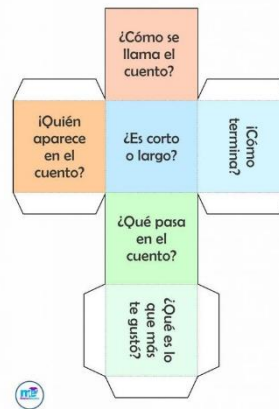 ¿Cómo se
llama el
cuento?
¡Quién
aparece
en el
cuento?
¿Es corto
o largo?
¡Cómo
termina?
¿Qué pasa
en el
cuento?
¿Qué es lo
que más
te gustó?